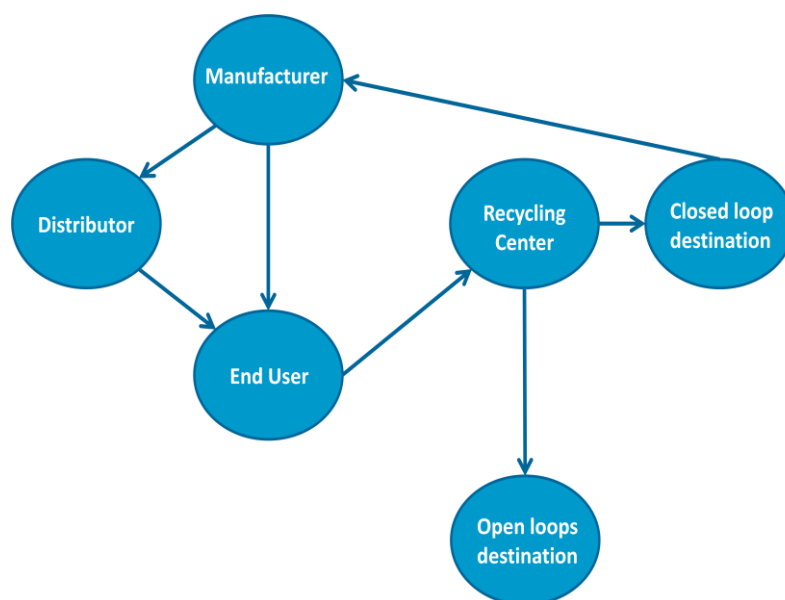 Manufacturer
Distributor
Recycling
Center
Closed loop
destination
End User
Open loops
destination